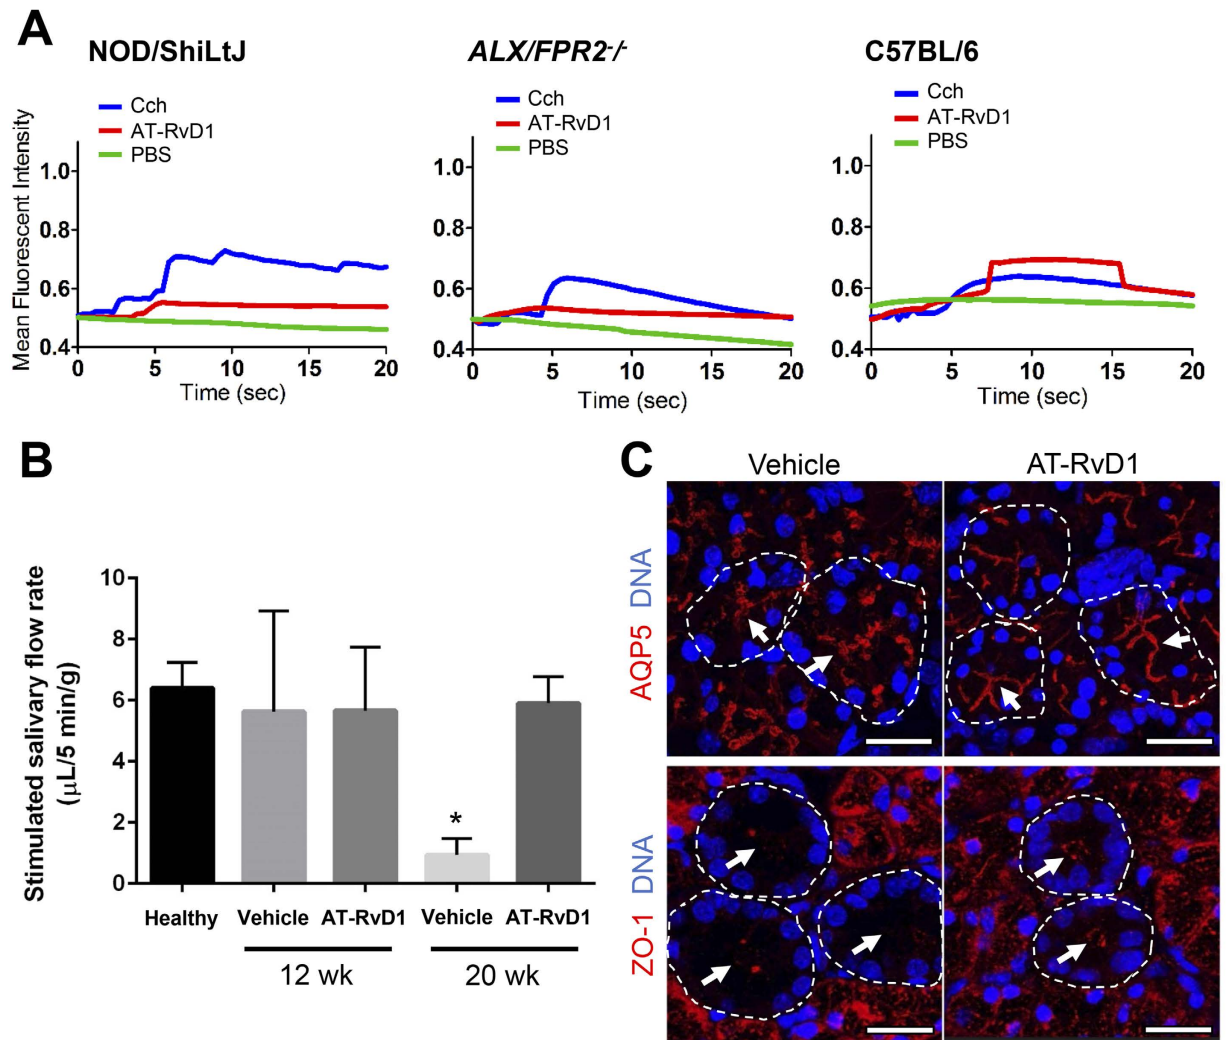 A
NOD/ShiLtJ
ALX/FPR2-/-
C57BL/6
Cch
AT-RvD1
PBS
Cch
AT-RvD1
PBS
Cch
AT-RvD1
PBS
Mean Fluorescent Intensity
1.0
0.8
0.6
0.4
0 5 10 15 20
Time (sec)
1.0
0.8
0.6
0.4
0 5 10 15 20
Time (sec)
1.0
0.8
0.6
0.4
0 5 10 15 20
Time (sec)
B
Stimulated salivary flow rate
(μL/5 min/g)
10
8
6
4
2
0
*
Healthy Vehicle AT-RvD1 Vehicle AT-RvD1
12 wk 20 wk
C
Vehicle AT-RvD1
AQP5 DNA
ZO-1 DNA